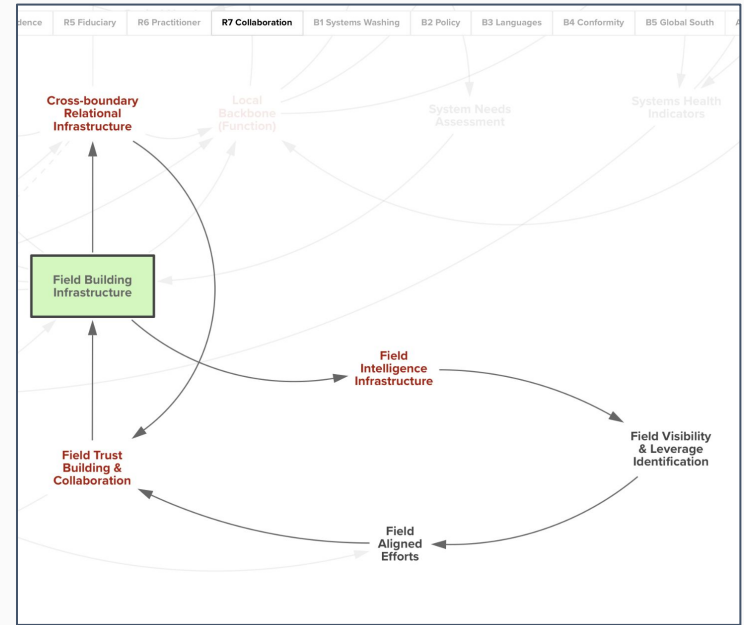 dence
R5 Fiduciary
R6 Practitioner
R7 Collaboration
B1 Systems Washing
B2 Policy
B3 Languages
B4 Conformity
B5 Global South
Cross-boundary
Relational
Infrastructure
Local
Backbone
(Function)
System Needs
Assessment
Systems Health
Indicators
Field Building
Infrastructure
Field
Intelligence
Infrastructure
Field Visibility
& Leverage
Identification
Field Trust
Building &
Collaboration
Field
Aligned
Efforts